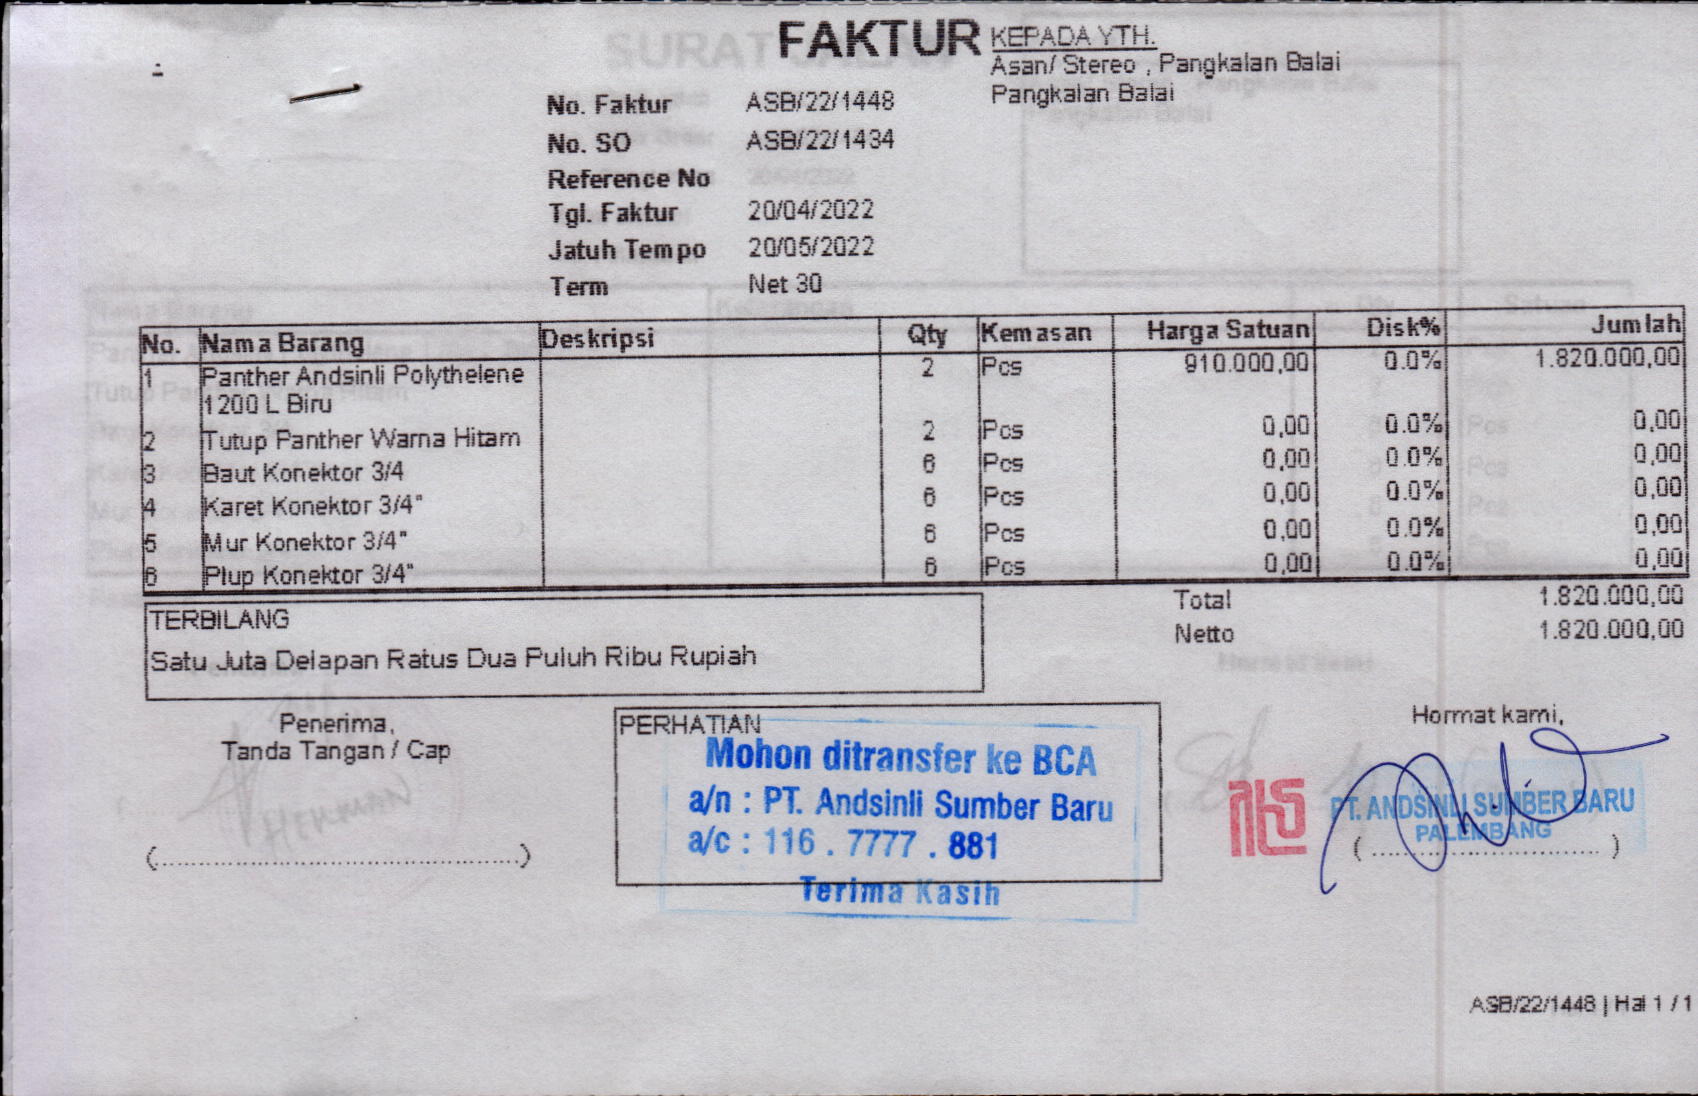 FAKTUR
KEPADA YTH.
Asan/ Stereo , Pangkalan Balai
Pangkalan Balai
No. Faktur ASB/22/1448
No. SO ASB/22/1434
Reference No
Tgl. Faktur 20/04/2022
Jatuh Tempo 20/05/2022
Term Net 30
No. Nama Barang Deskripsi Qty Kemasan Harga Satuan Disk% Jumlah
1 Panther Andsinli Polythelene 2 Pcs 910.000,00 0.0% 1.820.000,00
1200 L Biru
2 Tutup Panther Warna Hitam 2 Pcs 0,00 0.0% 0,00
3 Baut Konektor 3/4 6 Pcs 0,00 0.0% 0,00
4 Karet Konektor 3/4" 6 Pcs 0,00 0.0% 0,00
5 Mur Konektor 3/4" 6 Pcs 0,00 0.0% 0,00
6 Plup Konektor 3/4" 6 Pcs 0,00 0.0% 0,00
Total 1.820.000,00
Netto 1.820.000,00
TERBILANG
Satu Juta Delapan Ratus Dua Puluh Ribu Rupiah
Penerima,
Tanda Tangan / Cap
HERMAN
(........................................)
PERHATIAN
Mohon ditransfer ke BCA
a/n : PT. Andsinli Sumber Baru
a/c : 116 . 7777 . 881
Terima Kasih
Hormat kami,
PT. ANDSINLI SUMBER BARU
PALEMBANG
( .............................. )
ASB/22/1448 | Hal 1 / 1